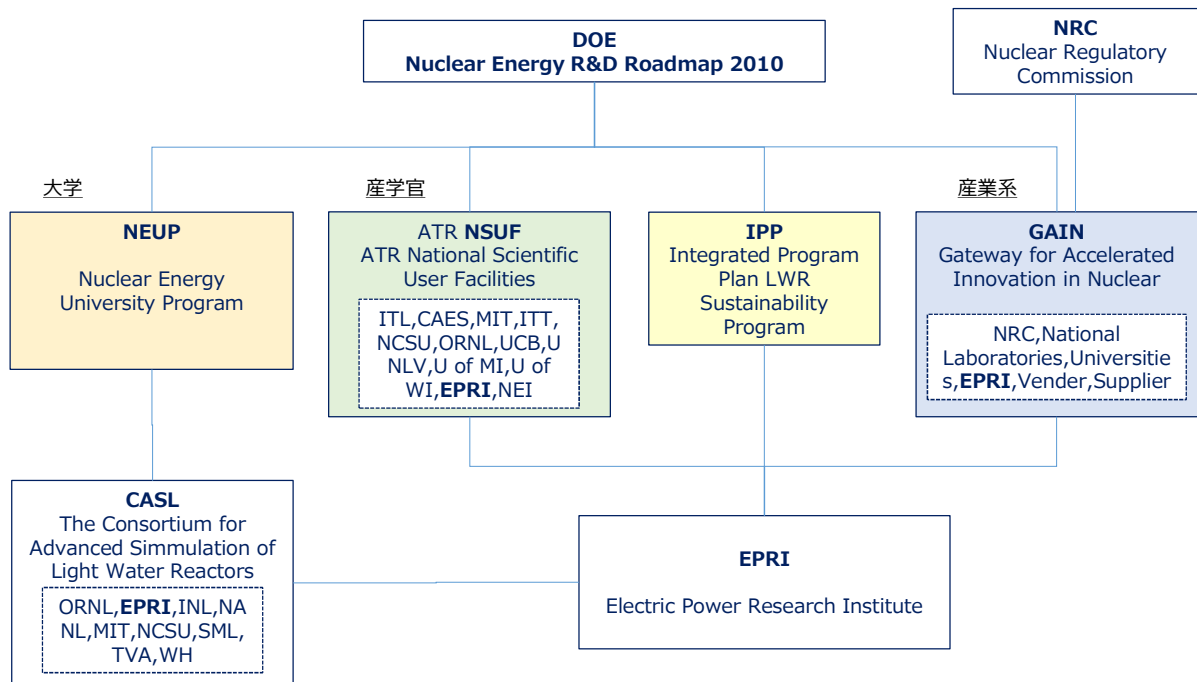 DOE
Nuclear Energy R&D Roadmap 2010
NRC
Nuclear Regulatory
Commission
大学
産学官
産業系
NEUP
Nuclear Energy
University Program
ATR NSUF
ATR National Scientific
User Facilities
ITL,CAES,MIT,ITT,
NCSU,ORNL,UCB,U
NLV,U of MI,U of
WI,EPRI,NEI
IPP
Integrated Program
Plan LWR
Sustainability
Program
GAIN
Gateway for Accelerated
Innovation in Nuclear
NRC,National
Laboratories,Universitie
s,EPRI,Vender,Supplier
CASL
The Consortium for
Advanced Simmulation of
Light Water Reactors
ORNL,EPRI,INL,NA
NL,MIT,NCSU,SML,
TVA,WH
EPRI
Electric Power Research Institute